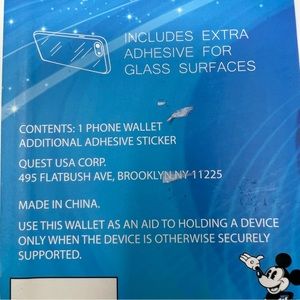 INCLUDES EXTRA
ADHESIVE FOR
GLASS SURFACES
CONTENTS: 1 PHONE WALLET
ADDITIONAL ADHESIVE STICKER
QUEST USA CORP.
495 FLATBUSH AVE, BROOKLYN NY 11225
MADE IN CHINA.
USE THIS WALLET AS AN AID TO HOLDING A DEVICE
ONLY WHEN THE DEVICE IS OTHERWISE SECURELY
SUPPORTED.